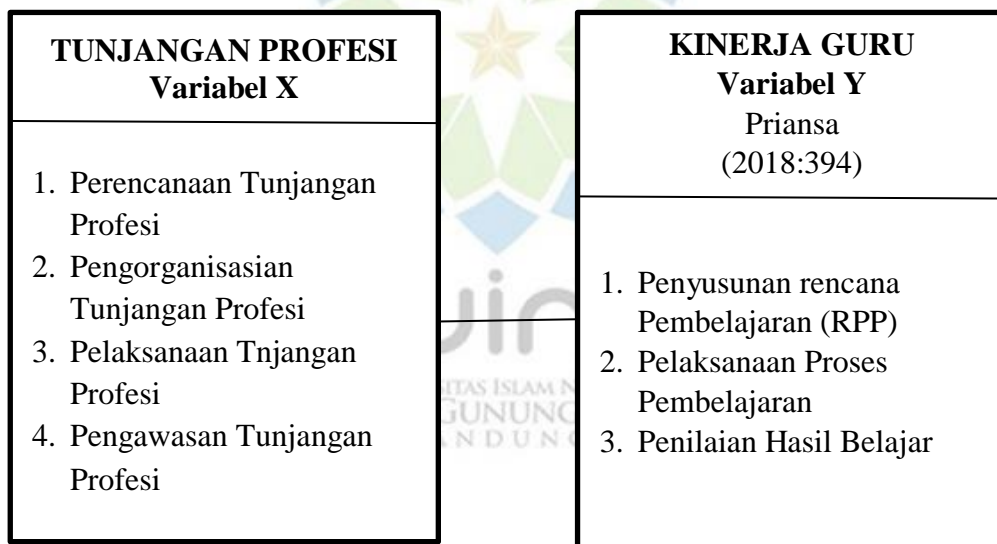 TUNJANGAN PROFESI
Variabel X
1. Perencanaan Tunjangan
Profesi
2. Pengorganisasian
Tunjangan Profesi
3. Pelaksanaan Tnjangan
Profesi
4. Pengawasan Tunjangan
Profesi
KINERJA GURU
Variabel Y
Priansa
(2018:394)
1. Penyusunan rencana
Pembelajaran (RPP)
2. Pelaksanaan Proses
Pembelajaran
3. Penilaian Hasil Belajar
uin
ISLAM